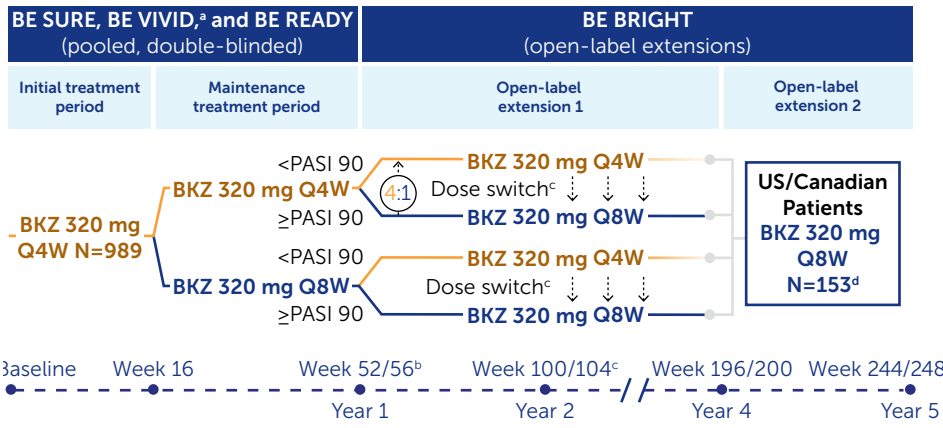 BE SURE, BE VIVID,ᵃ and BE READY
(pooled, double-blinded)
BE BRIGHT
(open-label extensions)
Initial treatment
period
Maintenance
treatment period
Open-label
extension 1
Open-label
extension 2
<PASI 90
BKZ 320 mg Q4W
4:1
≥PASI 90
BKZ 320 mg Q4W
Dose switchᶜ
BKZ 320 mg Q8W
BKZ 320 mg
Q4W N=989
<PASI 90
BKZ 320 mg Q8W
≥PASI 90
BKZ 320 mg Q4W
Dose switchᶜ
BKZ 320 mg Q8W
US/Canadian
Patients
BKZ 320 mg
Q8W
N=153ᵈ
Baseline
Week 16
Week 52/56ᵇ
Week 100/104ᶜ
Week 196/200
Week 244/248
Year 1
Year 2
Year 4
Year 5